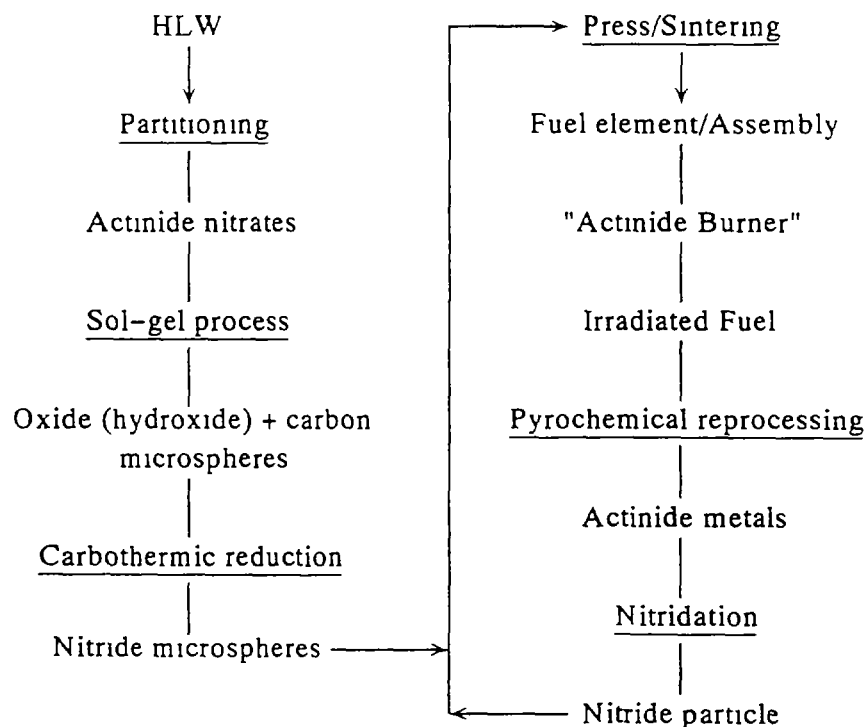 HLW
Partitioning
Actinide nitrates
Sol-gel process
Oxide (hydroxide) + carbon
microspheres
Carbothermic reduction
Nitride microspheres
Press/Sintering
Fuel element/Assembly
"Actinide Burner"
Irradiated Fuel
Pyrochemical reprocessing
Actinide metals
Nitridation
Nitride particle